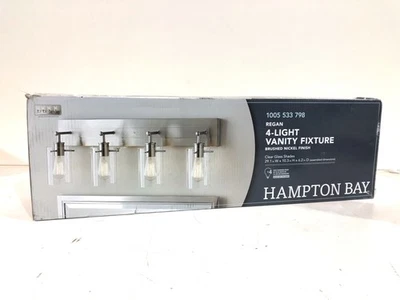 1005 533 798
REGAN
4-LIGHT
VANITY FIXTURE
BRUSHED NICKEL FINISH
Clear Glass Shades
HAMPTON BAY